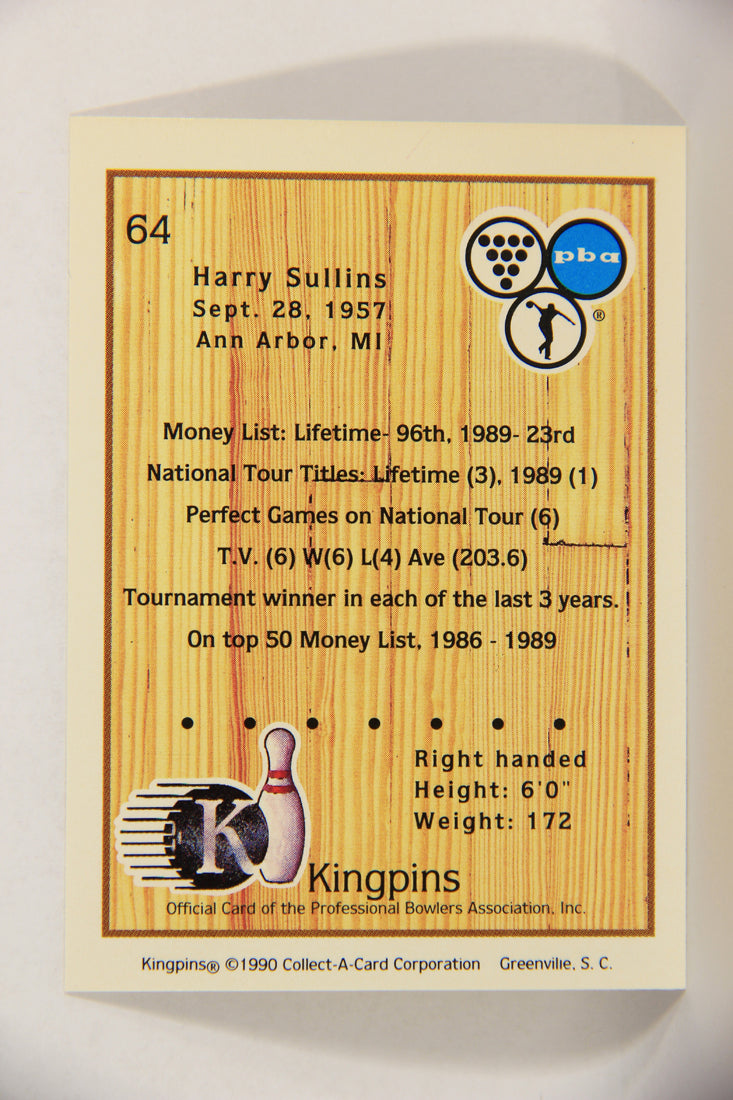 64
pba
®
Harry Sullins
Sept. 28, 1957
Ann Arbor, MI
Money List: Lifetime- 96th, 1989- 23rd
National Tour Titles: Lifetime (3), 1989 (1)
Perfect Games on National Tour (6)
T.V. (6) W(6) L(4) Ave (203.6)
Tournament winner in each of the last 3 years.
On top 50 Money List, 1986 - 1989
Right handed
Height: 6'0"
Weight: 172
K
Kingpins
Official Card of the Professional Bowlers Association, Inc.
Kingpins® ©1990 Collect-A-Card Corporation Greenville, S. C.